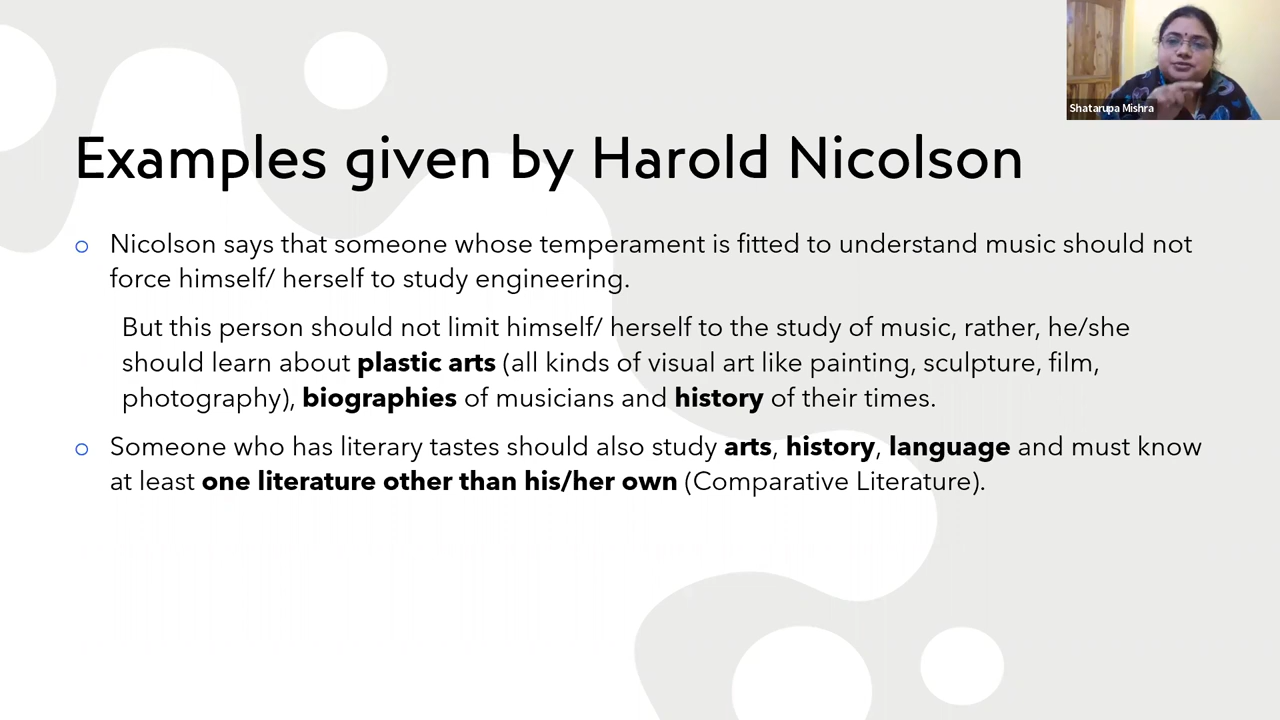 Shatarupa Mishra
Examples given by Harold Nicolson
Nicolson says that someone whose temperament is fitted to understand music should not
force himself/ herself to study engineering.
But this person should not limit himself/ herself to the study of music, rather, he/she
should learn about plastic arts (all kinds of visual art like painting, sculpture, film,
photography), biographies of musicians and history of their times.
Someone who has literary tastes should also study arts, history, language and must know
at least one literature other than his/her own (Comparative Literature).